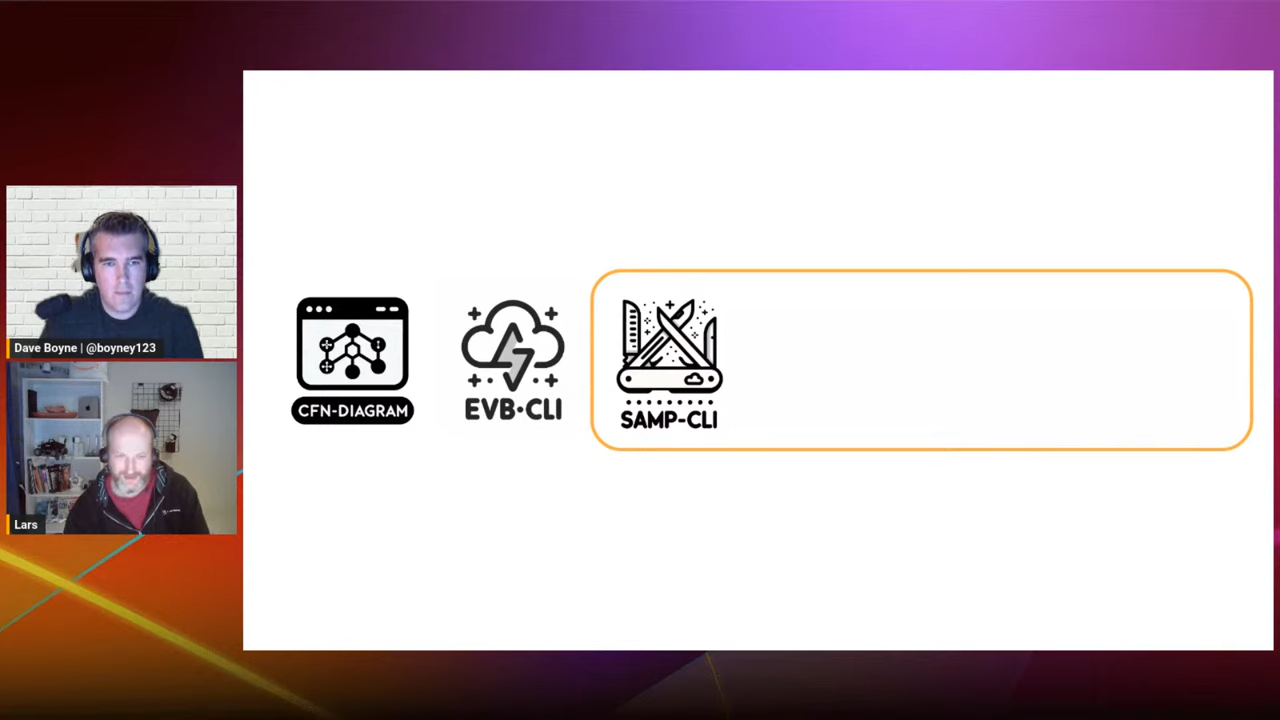 Dave Boyne | @boyney123
Lars
CFN-DIAGRAM
EVB·CLI
SAMP-CLI